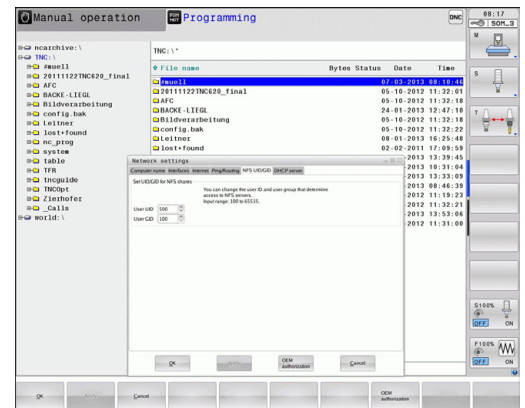 Manual operation
PGM MGT Programming
DNC
08:17
S0M_3
ncarchive:\
TNC:\
#muell
20111122TNC620_final
AFC
BACKE-LIEGL
Bildverarbeitung
config.bak
Leitner
lost+found
nc_prog
system
table
TFR
tncguide
TNCOpt
Zierhofer
_Calls
world:\
TNC:\*
File name Bytes Status Date Time
#muell 07-03-2013 08:10:46
20111122TNC620_final 05-10-2012 11:32:01
AFC 05-10-2012 11:32:18
BACKE-LIEGL 24-01-2013 12:47:10
Bildverarbeitung 05-10-2012 11:32:18
config.bak 05-10-2012 11:32:22
Leitner 08-01-2013 16:25:48
lost+found 02-02-2011 17:09:59
-2013 13:39:45
-2013 10:31:04
-2013 13:33:09
-2013 08:46:39
-2012 11:19:23
-2012 11:32:21
-2013 13:53:06
-2012 11:31:00
Network settings
Computer name Interfaces Internet Ping/Routing NFS UID/GID DHCP server
Set UID/GID for NFS shares
You can change the user ID and user group that determine
access to NFS servers.
Input range: 100 to 65535.
User UID 500
User GID 100
OK
Apply
OEM
authorization
Cancel
M
S
T
S100%
OFF ON
F100%
OFF ON
OK
Apply
Cancel
OEM
authorization